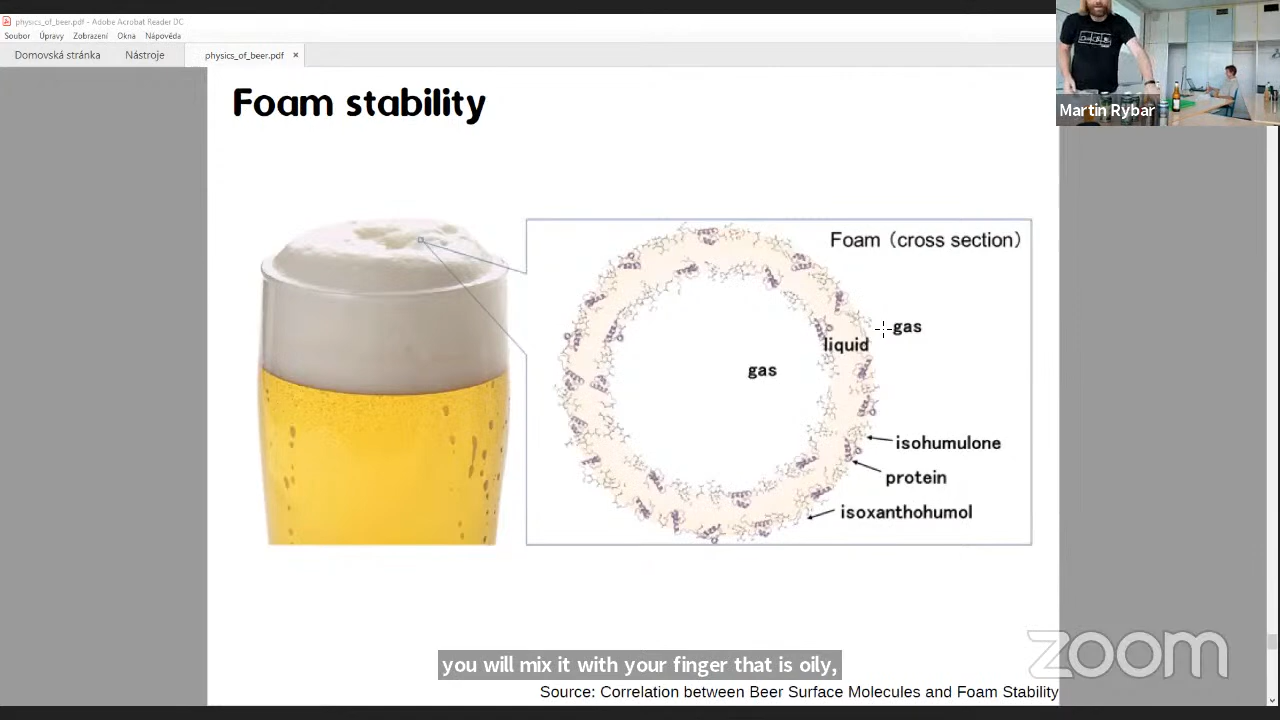 physics_of_beer.pdf - Adobe Acrobat Reader DC
Soubor Úpravy Zobrazení Okna Nápověda
Domovská stránka Nástroje physics_of_beer.pdf ×
Martin Rybar
Foam stability
Foam (cross section)
gas
liquid
gas
isohumulone
protein
isoxanthohumol
zoom
you will mix it with your finger that is oily,
Source: Correlation between Beer Surface Molecules and Foam Stability